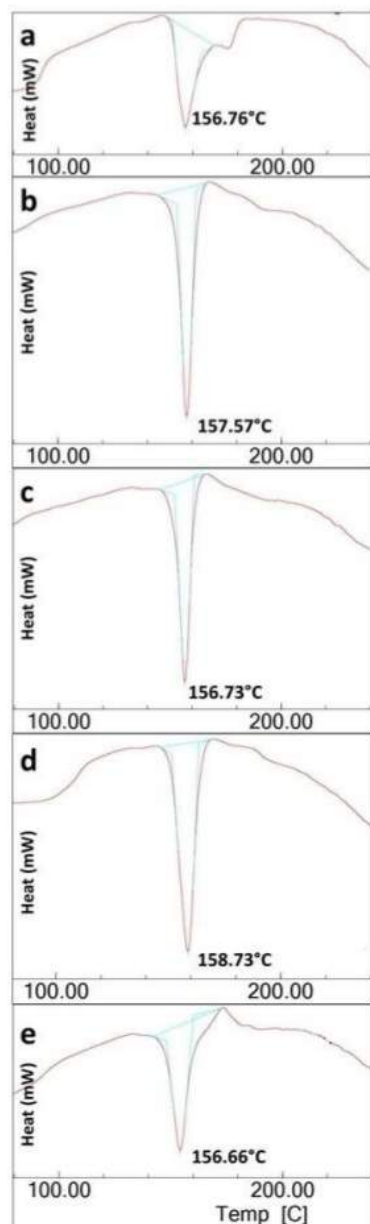 a
Heat (mW)
156.76°C
100.00 200.00
b
Heat (mW)
157.57°C
100.00 200.00
c
Heat (mW)
156.73°C
100.00 200.00
d
Heat (mW)
158.73°C
100.00 200.00
e
Heat (mW)
156.66°C
100.00 200.00
Temp [C]